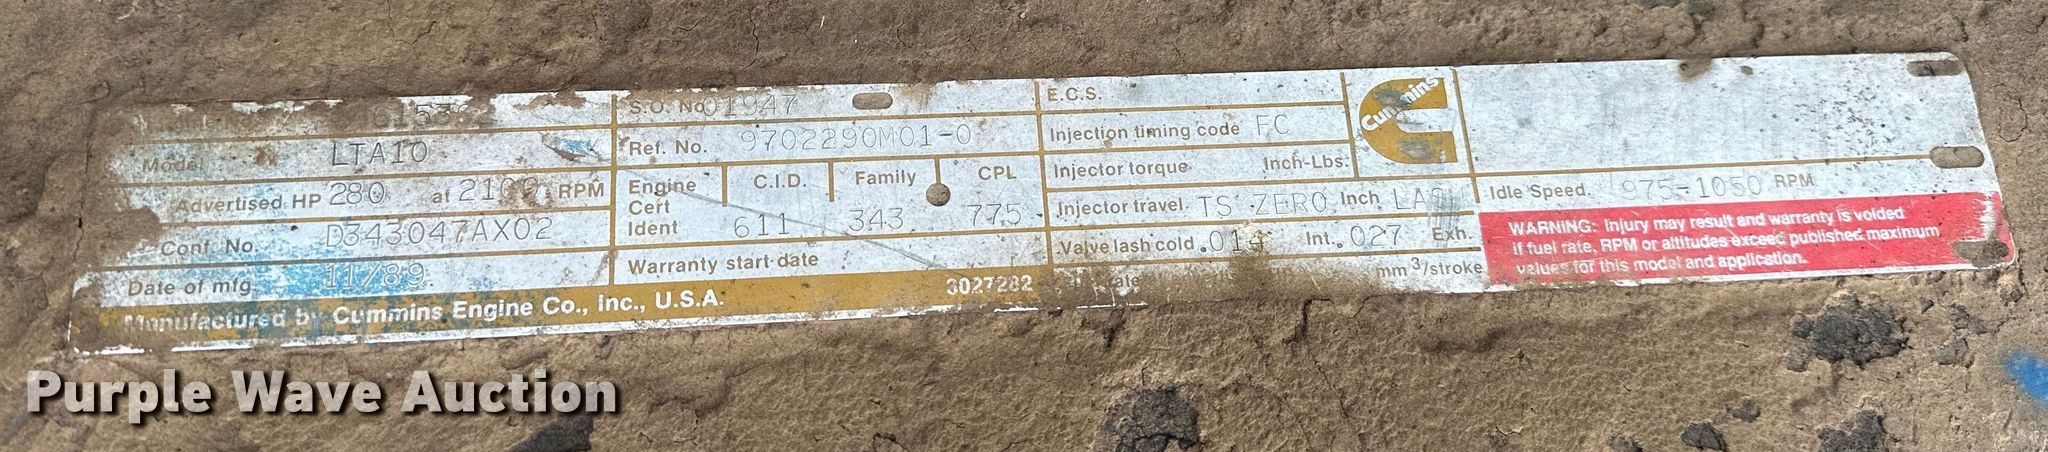 S.O. No. 01947
E.C.S.
Cummins
Model LTA10
Ref. No. 9702290M01-0
Injection timing code FC
Advertised HP 280 at 2100 RPM
Engine Cert Ident
C.I.D. 611
Family 343
CPL 775
Injector torque Inch-Lbs.
Injector travel TS ZERO Inch LASH
Idle Speed. 975-1050 RPM
Conf. No. D343047AX02
Valve lash cold .014 Int. .027 Exh.
Date of mfg. 11/89
Warranty start date
mm3/stroke
Manufactured by Cummins Engine Co., Inc., U.S.A.
3027282
WARNING: Injury may result and warranty is voided
if fuel rate, RPM or altitudes exceed published maximum
values for this model and application.
Purple Wave Auction